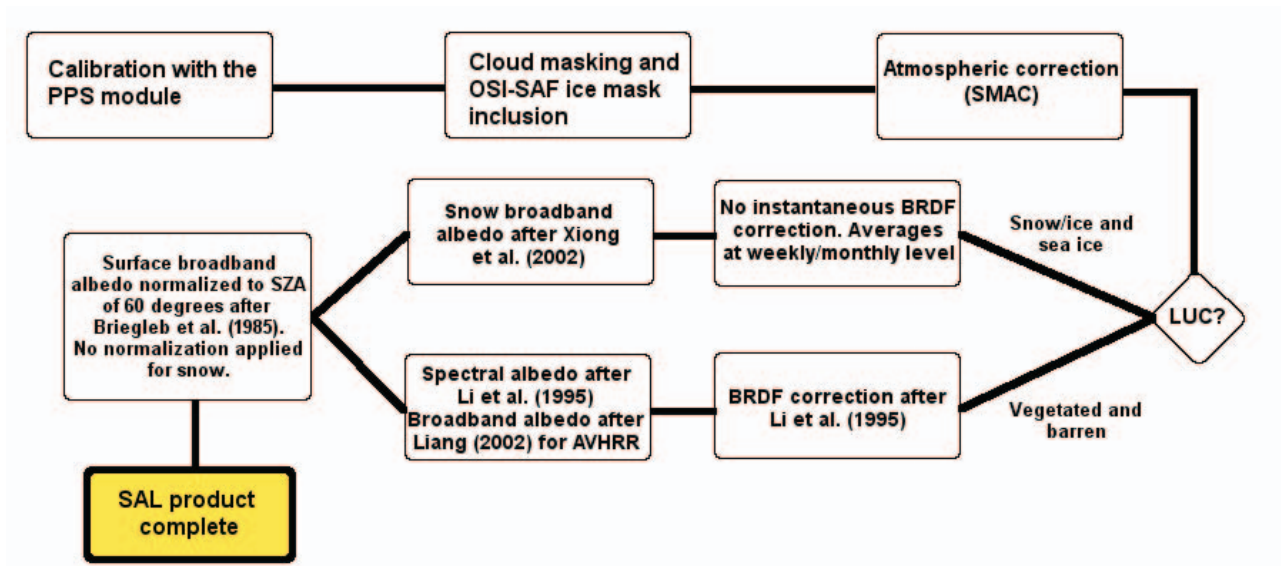 Calibration with the
PPS module
Cloud masking and
OSI-SAF ice mask
inclusion
Atmospheric correction
(SMAC)
LUC?
Snow/ice and
sea ice
No instantaneous BRDF
correction. Averages
at weekly/monthly level
Snow broadband
albedo after Xiong
et al. (2002)
Vegetated and
barren
BRDF correction after
Li et al. (1995)
Spectral albedo after
Li et al. (1995)
Broadband albedo after
Liang (2002) for AVHRR
Surface broadband
albedo normalized to SZA
of 60 degrees after
Briegleb et al. (1985).
No normalization applied
for snow.
SAL product
complete